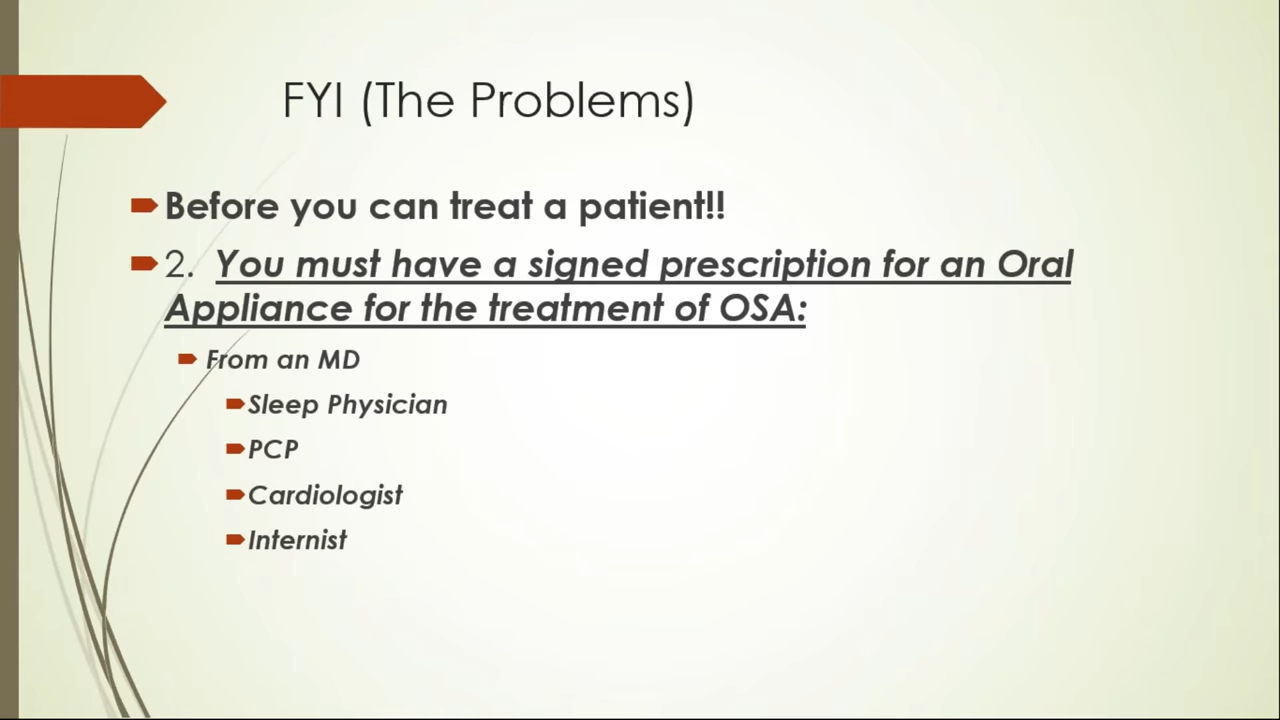 FYI (The Problems)
Before you can treat a patient!!
2. You must have a signed prescription for an Oral
Appliance for the treatment of OSA:
From an MD
Sleep Physician
PCP
Cardiologist
Internist